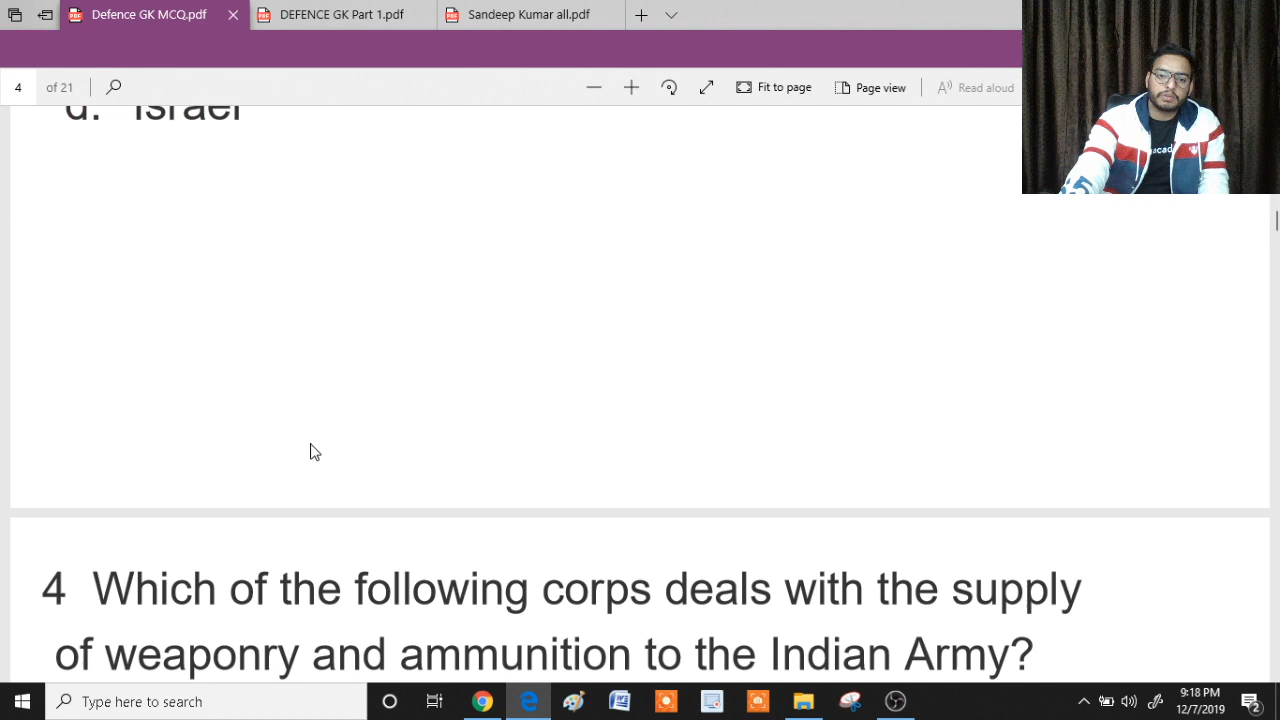 Defence GK MCQ.pdf
DEFENCE GK Part 1.pdf
Sandeep Kumar all.pdf
4 of 21
Fit to page
Page view
Read aloud
d. Israel
4 Which of the following corps deals with the supply
of weaponry and ammunition to the Indian Army?
Type here to search
9:18 PM
12/7/2019
2